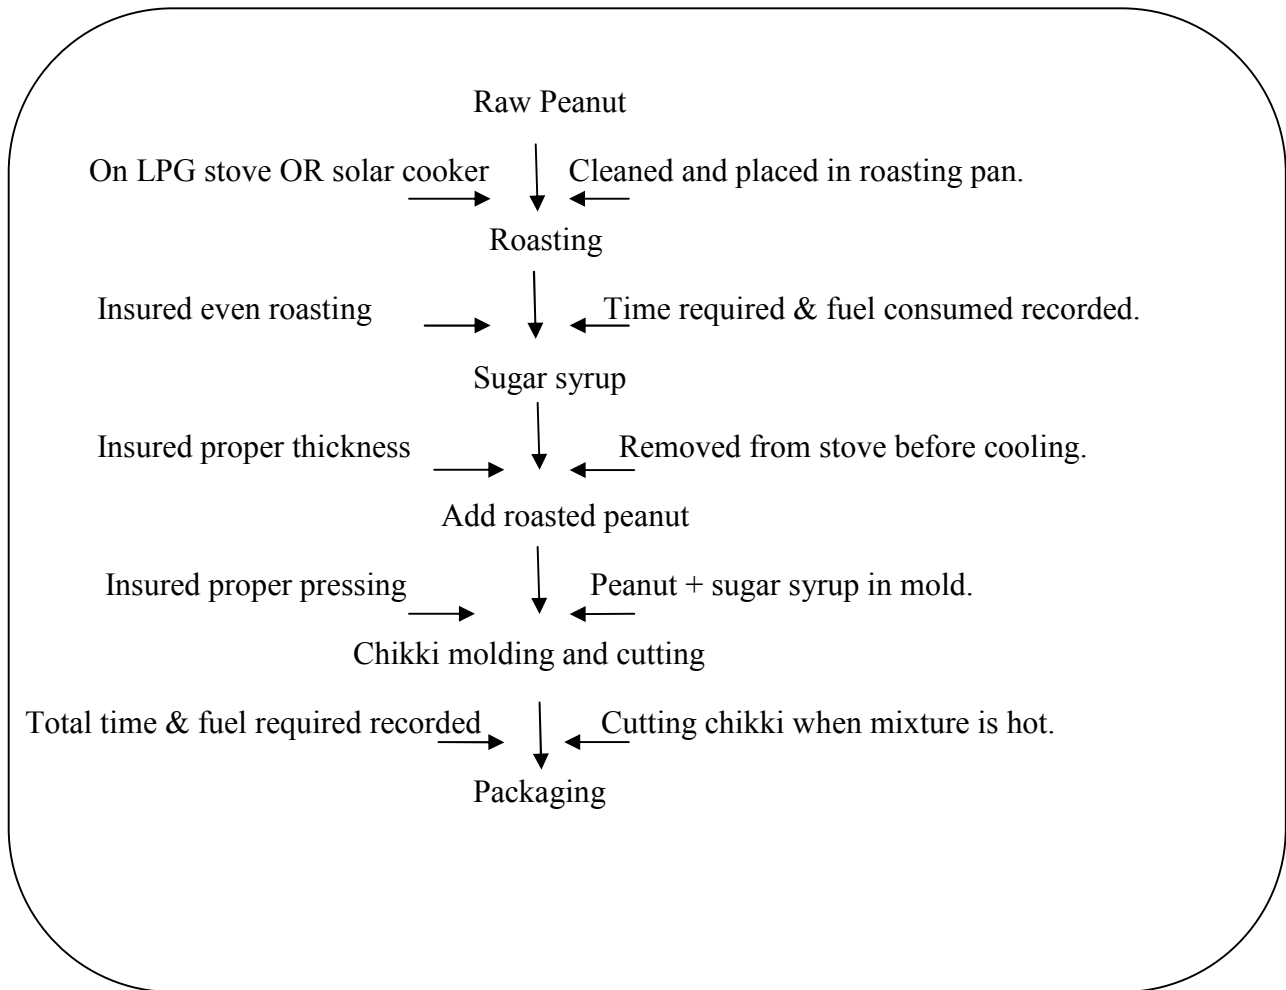 Raw Peanut
On LPG stove OR solar cooker Cleaned and placed in roasting pan.
Roasting
Insured even roasting Time required & fuel consumed recorded.
Sugar syrup
Insured proper thickness Removed from stove before cooling.
Add roasted peanut
Insured proper pressing Peanut + sugar syrup in mold.
Chikki molding and cutting
Total time & fuel required recorded Cutting chikki when mixture is hot.
Packaging